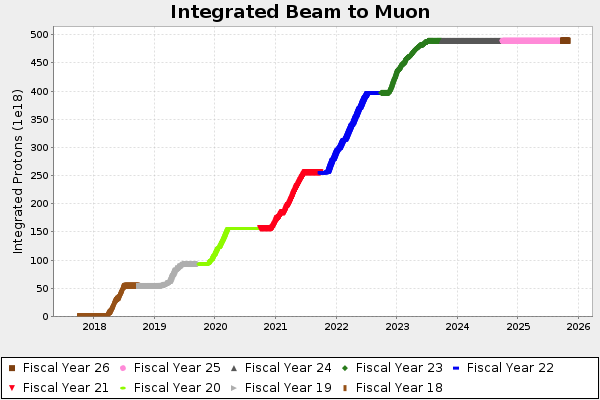 Integrated Beam to Muon
Integrated Protons (1e18)
500
450
400
350
300
250
200
150
100
50
0
2018 2019 2020 2021 2022 2023 2024 2025 2026
Fiscal Year 26 Fiscal Year 25 Fiscal Year 24 Fiscal Year 23 Fiscal Year 22
Fiscal Year 21 Fiscal Year 20 Fiscal Year 19 Fiscal Year 18